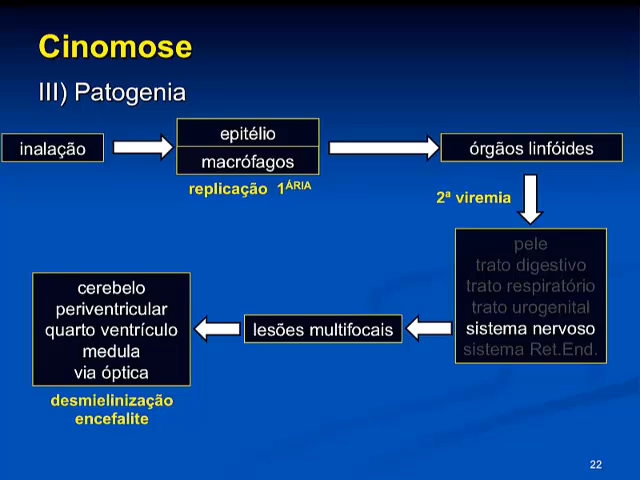 Cinomose
III) Patogenia
inalação
epitélio
macrófagos
replicação 1ÁRIA
órgãos linfóides
2ª viremia
pele
trato digestivo
trato respiratório
trato urogenital
sistema nervoso
sistema Ret.End.
lesões multifocais
cerebelo
periventricular
quarto ventrículo
medula
via óptica
desmielinização
encefalite
22